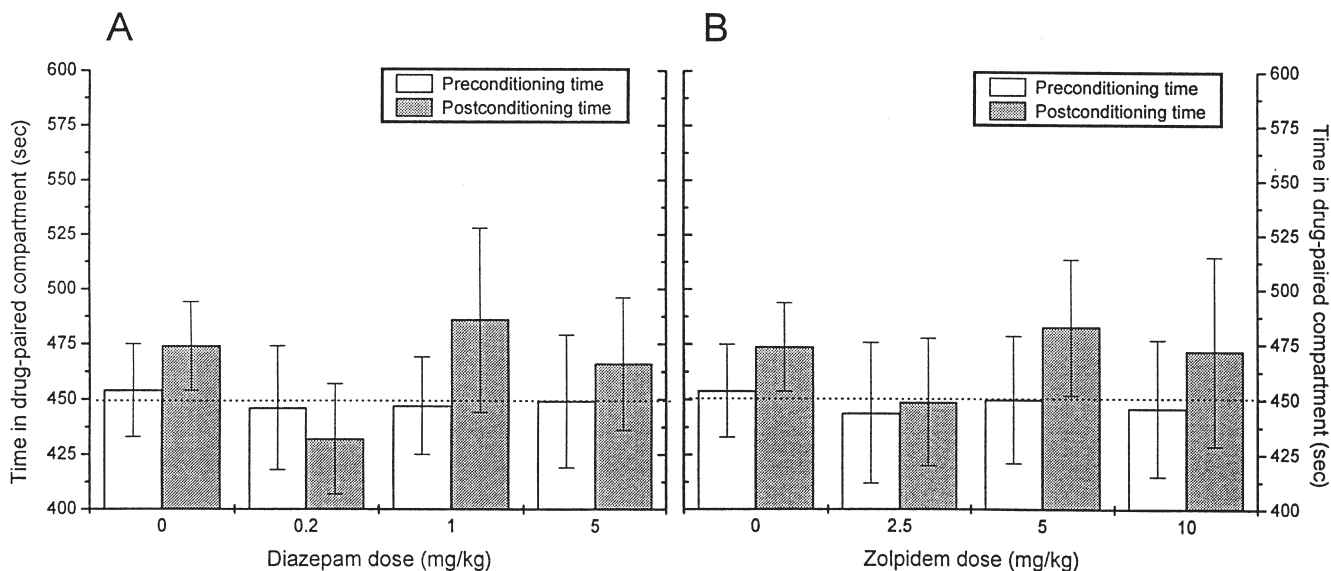 A
B
Preconditioning time
Postconditioning time
Preconditioning time
Postconditioning time
Time in drug-paired compartment (sec)
600
575
550
525
500
475
450
425
400
600
575
550
525
500
475
450
425
400
Time in drug-paired compartment (sec)
0 0.2 1 5
0 2.5 5 10
Diazepam dose (mg/kg)
Zolpidem dose (mg/kg)